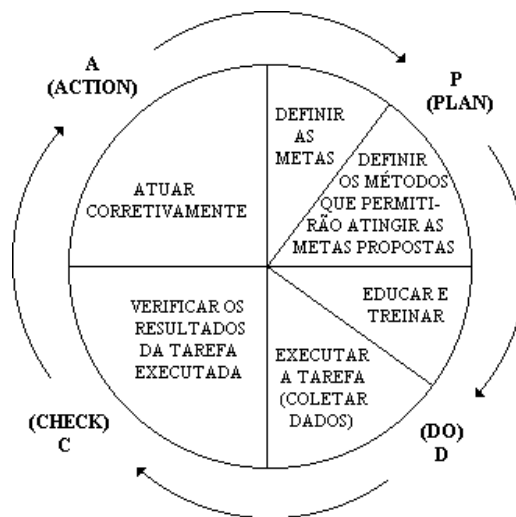 A
(ACTION)
P
(PLAN)
DEFINIR
AS
METAS
DEFINIR
OS MÉTODOS
QUE PERMITI-
RÃO ATINGIR AS
METAS PROPOSTAS
ATUAR
CORRETIVAMENTE
EDUCAR E
TREINAR
VERIFICAR OS
RESULTADOS
DA TAREFA
EXECUTADA
EXECUTAR
A TAREFA
(COLETAR
DADOS)
(CHECK)
C
(DO)
D